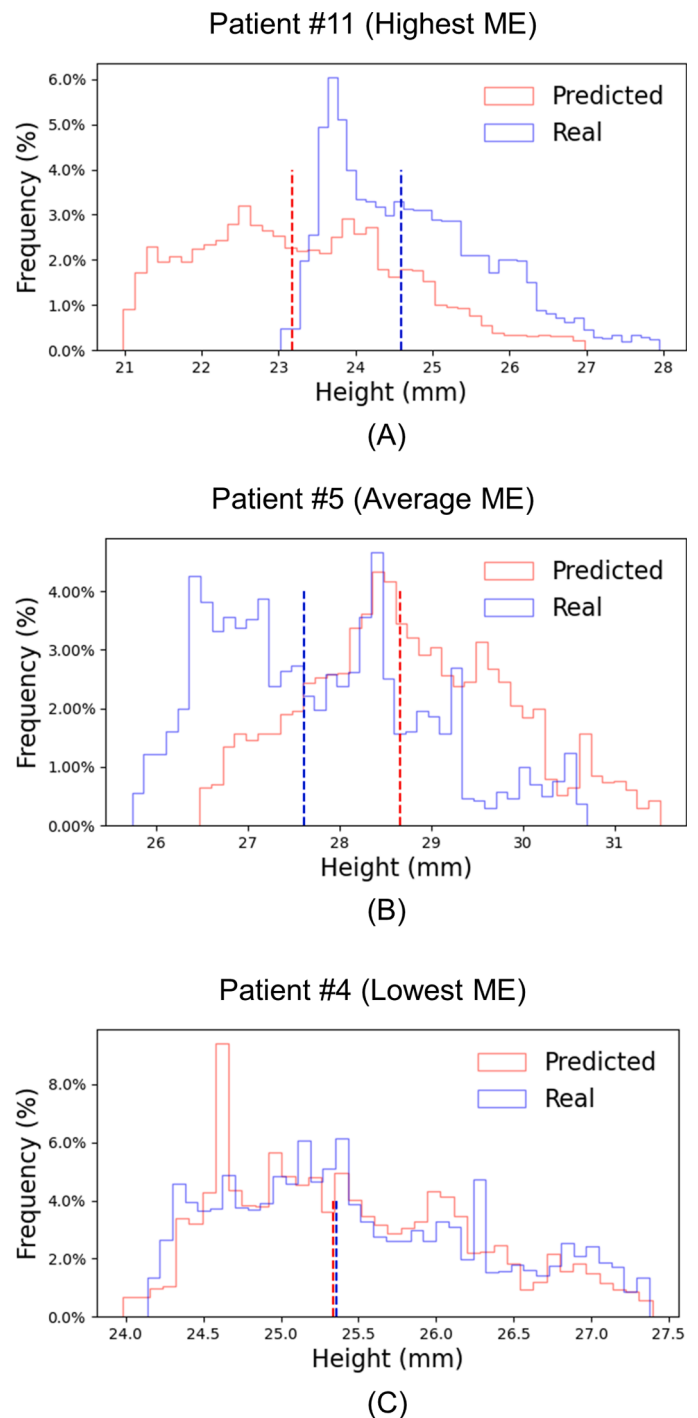 Patient #11 (Highest ME)
6.0%
5.0%
4.0%
3.0%
2.0%
1.0%
0.0%
Frequency (%)
Predicted
Real
21 22 23 24 25 26 27 28
Height (mm)
(A)
Patient #5 (Average ME)
4.00%
3.00%
2.00%
1.00%
0.00%
Frequency (%)
Predicted
Real
26 27 28 29 30 31
Height (mm)
(B)
Patient #4 (Lowest ME)
8.0%
6.0%
4.0%
2.0%
0.0%
Frequency (%)
Predicted
Real
24.0 24.5 25.0 25.5 26.0 26.5 27.0 27.5
Height (mm)
(C)